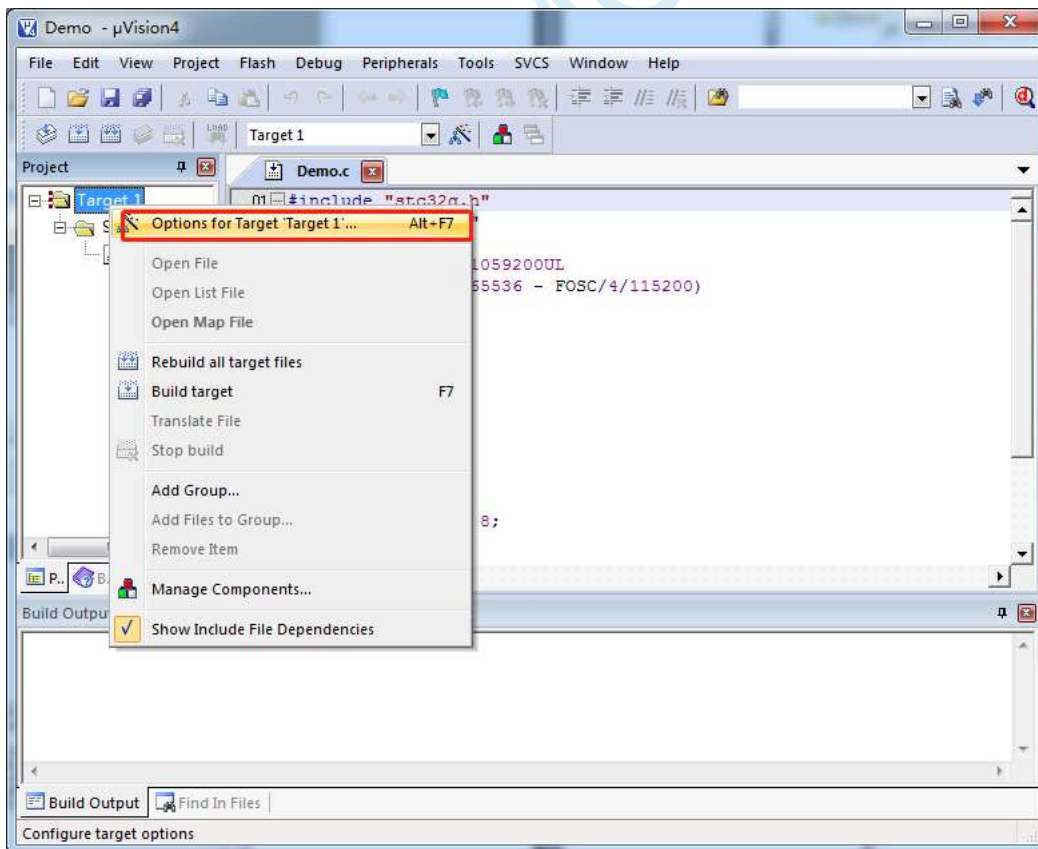 Demo - µVision4
File Edit View Project Flash Debug Peripherals Tools SVCS Window Help
LOAD Target 1
Project
Demo.c
Target 1
01 #include "stc32g.h"
Options for Target 'Target 1'... Alt+F7
"
Open File
1059200UL
Open List File
65536 - FOSC/4/115200)
Open Map File
Rebuild all target files
Build target F7
Translate File
Stop build
Add Group...
Add Files to Group...
8;
Remove Item
P..
B.
Manage Components...
Build Outpu
Show Include File Dependencies
Build Output Find In Files
Configure target options